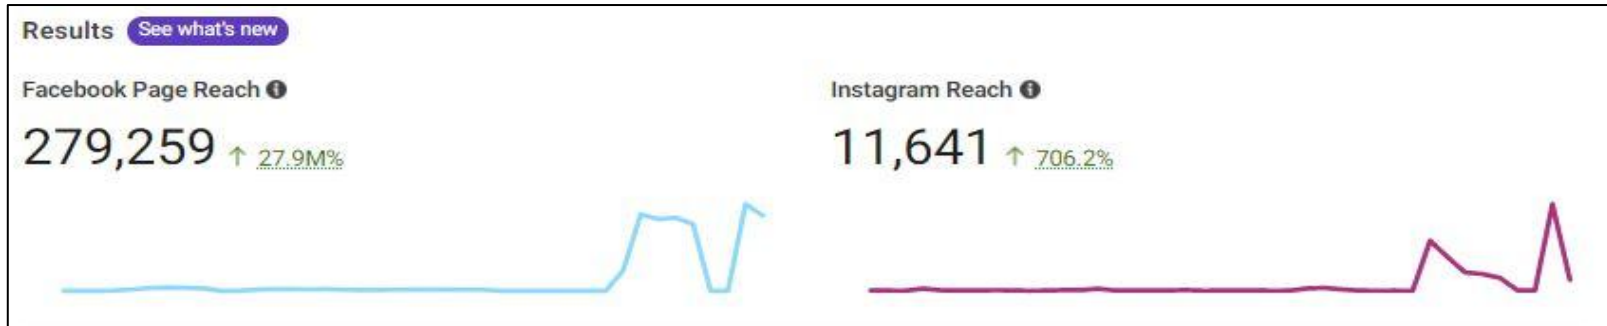 Results See what's new
Facebook Page Reach
279,259 ↑ 27.9M%
Instagram Reach
11,641 ↑ 706.2%